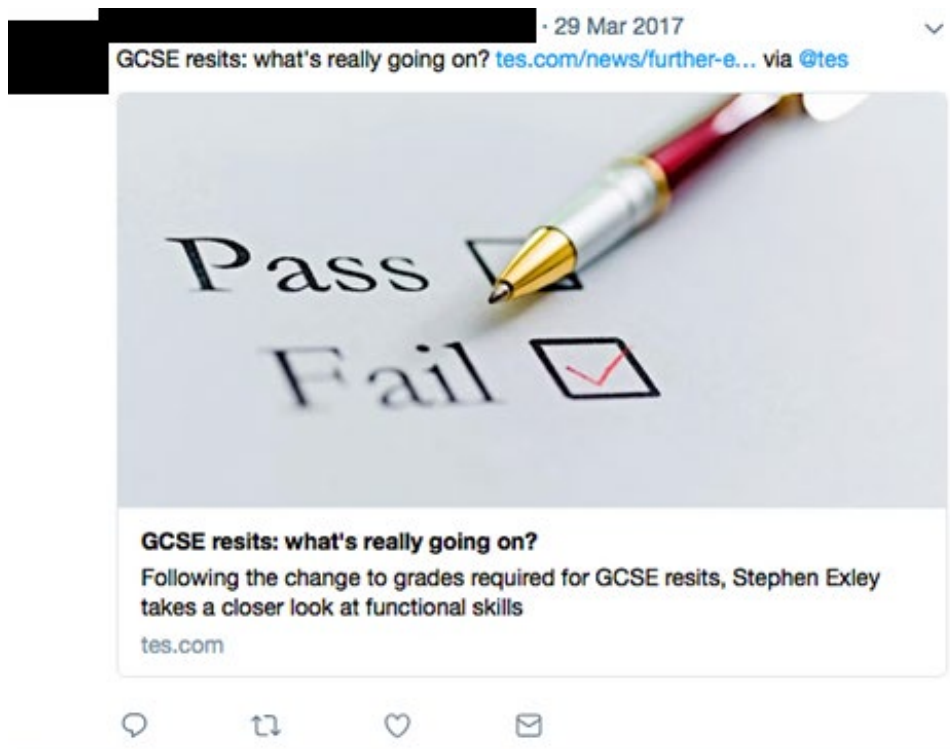 · 29 Mar 2017
GCSE resits: what's really going on? tes.com/news/further-e... via @tes
Pass
Fail
GCSE resits: what's really going on?
Following the change to grades required for GCSE resits, Stephen Exley
takes a closer look at functional skills
tes.com